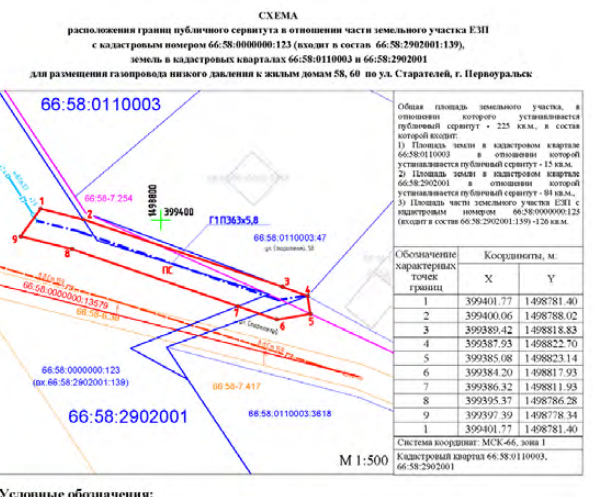 СХЕМА
расположения границ публичного сервитута в отношении части земельного участка ЕЗП
с кадастровым номером 66:58:0000000:123 (входит в состав 66:58:2902001:139),
земель в кадастровых кварталах 66:58:0110003 и 66:58:2902001
для размещения газопровода низкого давления к жилым домам 58, 60 по ул. Старателей, г. Первоуральск
66:58:0110003
66:58-7.254
1498800
399400
Г1П363х5,8
66:58:0110003:47
1
2
3
4
5
6
7
8
9
ПС
66:58:0000000:13579
66:58:0000000:123
(вх.66:58:2902001:139)
66:58-7.417
66:58:2902001
66:58:0110003:3618
М 1:500
Общая площадь земельного участка, в
отношении которого устанавливается
публичный сервитут - 225 кв.м., в состав
которой входит:
1) Площадь земли в кадастровом квартале
66:58:0110003 в отношении которой
устанавливается публичный сервитут - 15 кв.м.
2) Площадь земли в кадастровом квартале
66:58:2902001 в отношении которой
устанавливается публичный сервитут - 84 кв.м.,
3) Площадь части земельного участка ЕЗП с
кадастровым номером 66:58:0000000:123
(входит в состав 66:58:2902001:139) -126 кв.м.
Обозначение характерных точек границ Координаты, м.
X Y
1 399401.77 1498781.40
2 399400.06 1498788.02
3 399389.42 1498818.83
4 399387.93 1498822.70
5 399385.08 1498823.14
6 399384.20 1498817.93
7 399386.32 1498811.93
8 399395.37 1498786.28
9 399397.39 1498778.34
1 399401.77 1498781.40
Система координат: МСК-66, зона 1
Кадастровый квартал 66:58:0110003,
66:58:2902001
Условные обозначения: